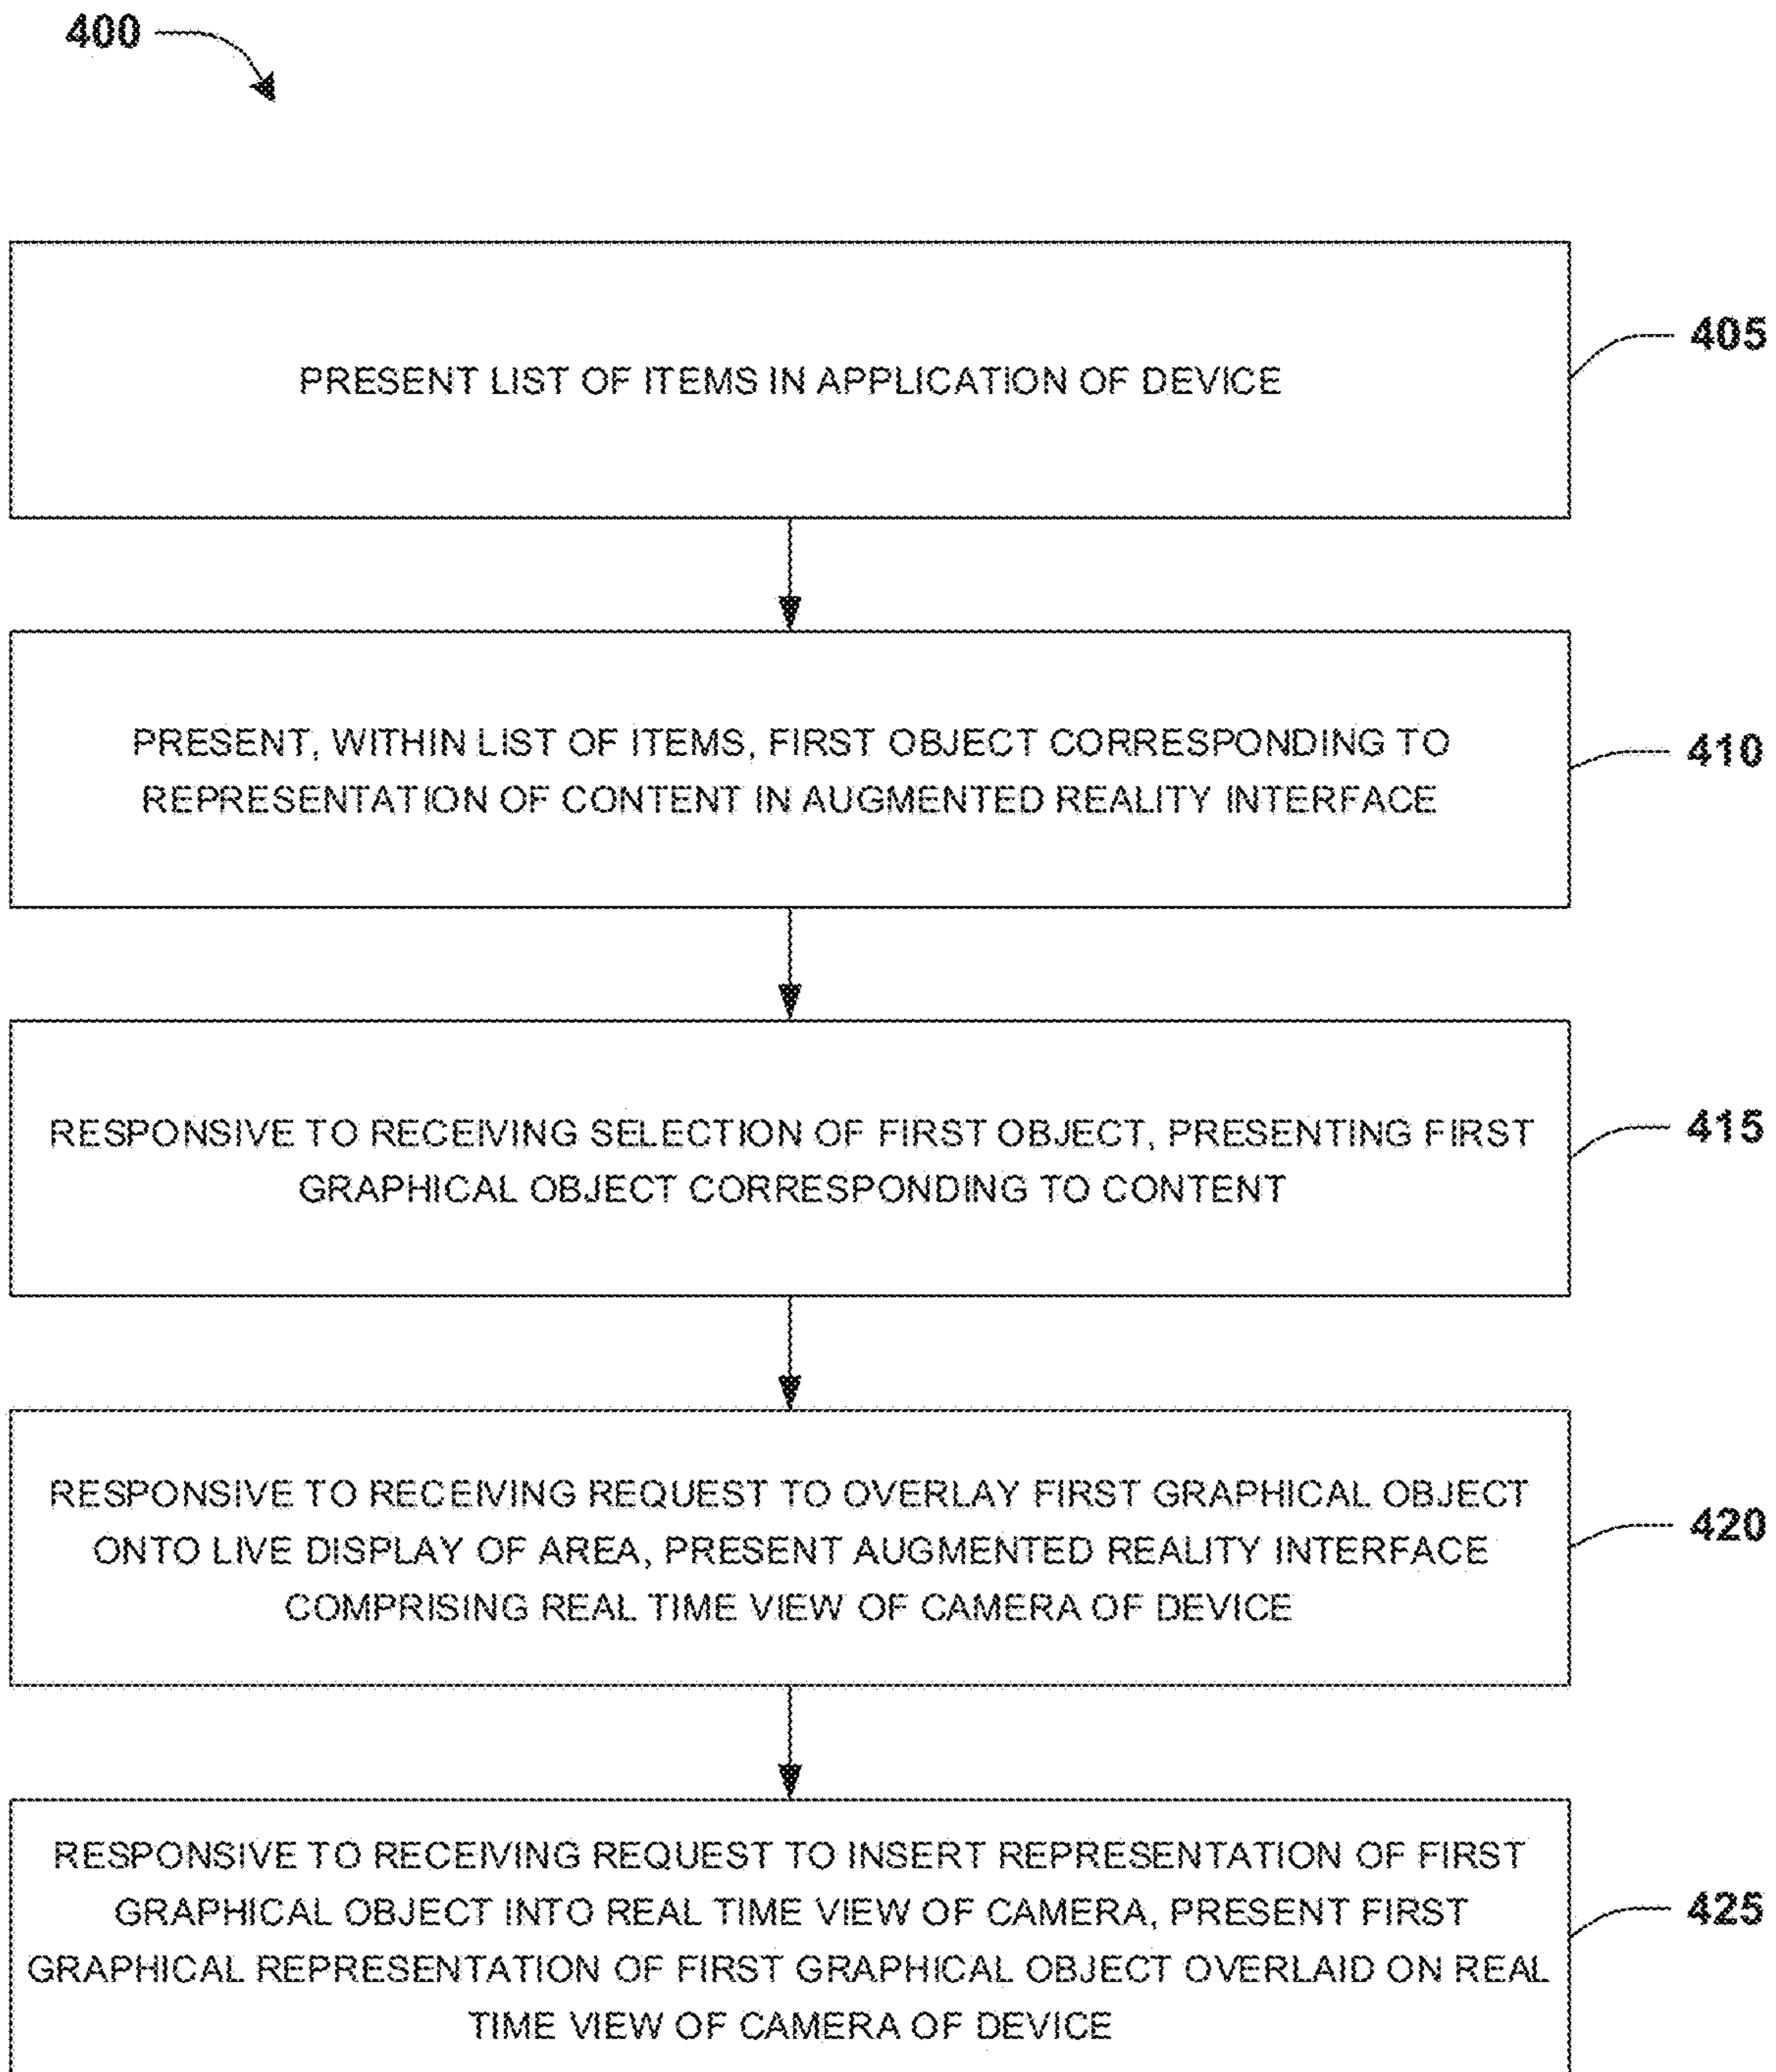 400
PRESENT LIST OF ITEMS IN APPLICATION OF DEVICE
405
PRESENT, WITHIN LIST OF ITEMS, FIRST OBJECT CORRESPONDING TO
REPRESENTATION OF CONTENT IN AUGMENTED REALITY INTERFACE
410
RESPONSIVE TO RECEIVING SELECTION OF FIRST OBJECT, PRESENTING FIRST
GRAPHICAL OBJECT CORRESPONDING TO CONTENT
415
RESPONSIVE TO RECEIVING REQUEST TO OVERLAY FIRST GRAPHICAL OBJECT
ONTO LIVE DISPLAY OF AREA, PRESENT AUGMENTED REALITY INTERFACE
COMPRISING REAL TIME VIEW OF CAMERA OF DEVICE
420
RESPONSIVE TO RECEIVING REQUEST TO INSERT REPRESENTATION OF FIRST
GRAPHICAL OBJECT INTO REAL TIME VIEW OF CAMERA, PRESENT FIRST
GRAPHICAL REPRESENTATION OF FIRST GRAPHICAL OBJECT OVERLAID ON REAL
TIME VIEW OF CAMERA OF DEVICE
425